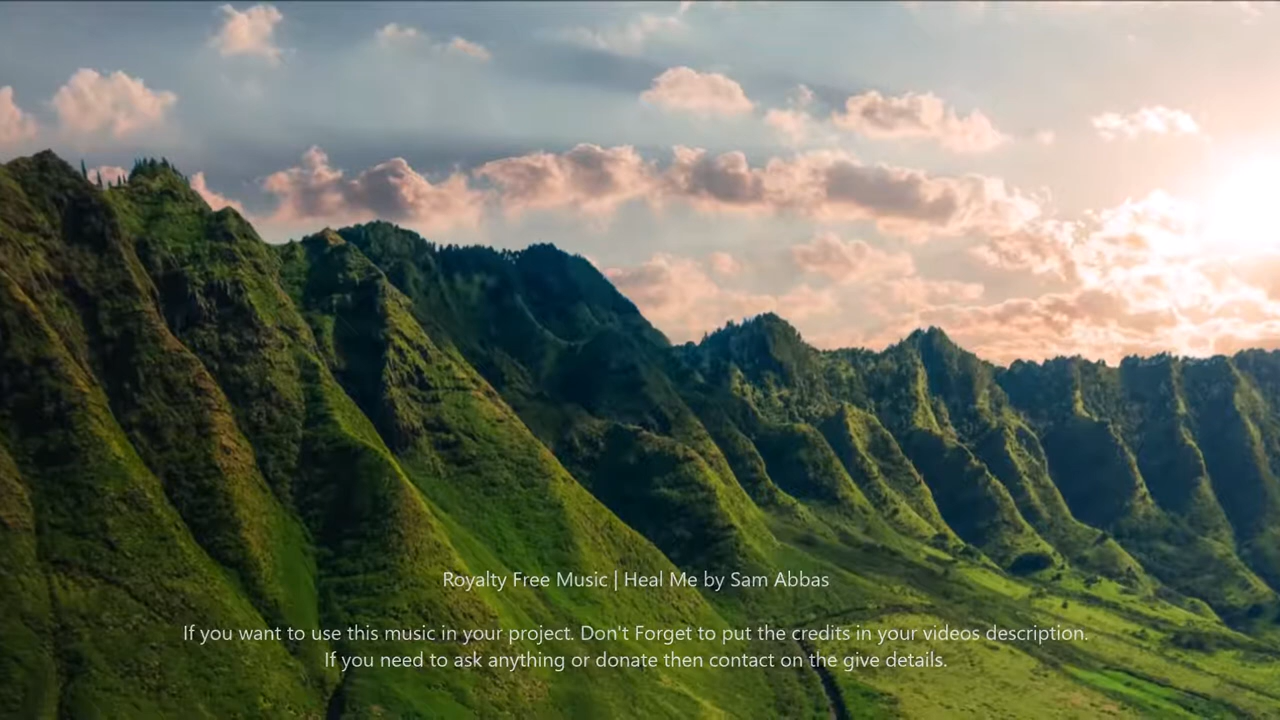 Royalty Free Music | Heal Me by Sam Abbas
If you want to use this music in your project. Don't Forget to put the credits in your videos description.
If you need to ask anything or donate then contact on the give details.